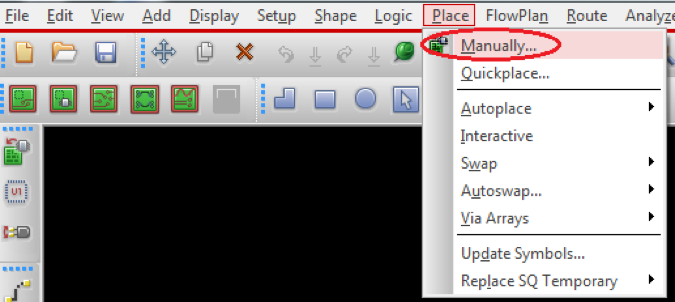 File Edit View Add Display Setup Shape Logic Place FlowPlan Route Analyze
Manually...
Quickplace...
Autoplace
Interactive
Swap
Autoswap...
Via Arrays
Update Symbols...
Replace SQ Temporary
U1